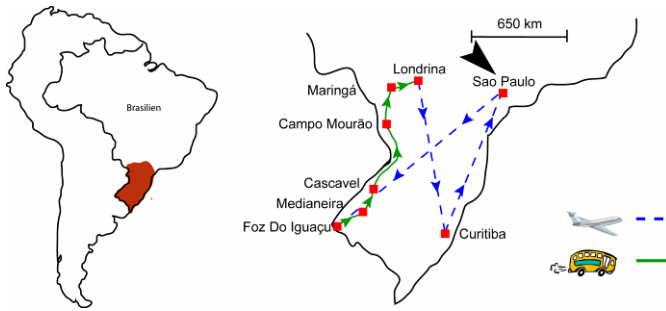 Brasilien
650 km
Londrina
Sao Paulo
Maringá
Campo Mourão
Cascavel
Medianeira
Foz Do Iguaçu
Curitiba